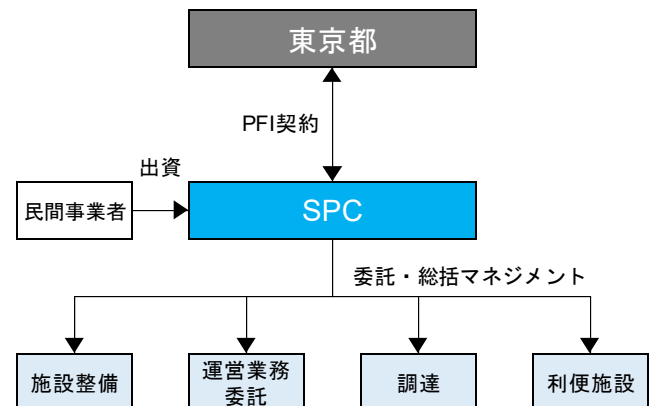 東京都
PFI契約
出資
民間事業者
SPC
委託・総括マネジメント
施設整備
運営業務
委託
調達
利便施設